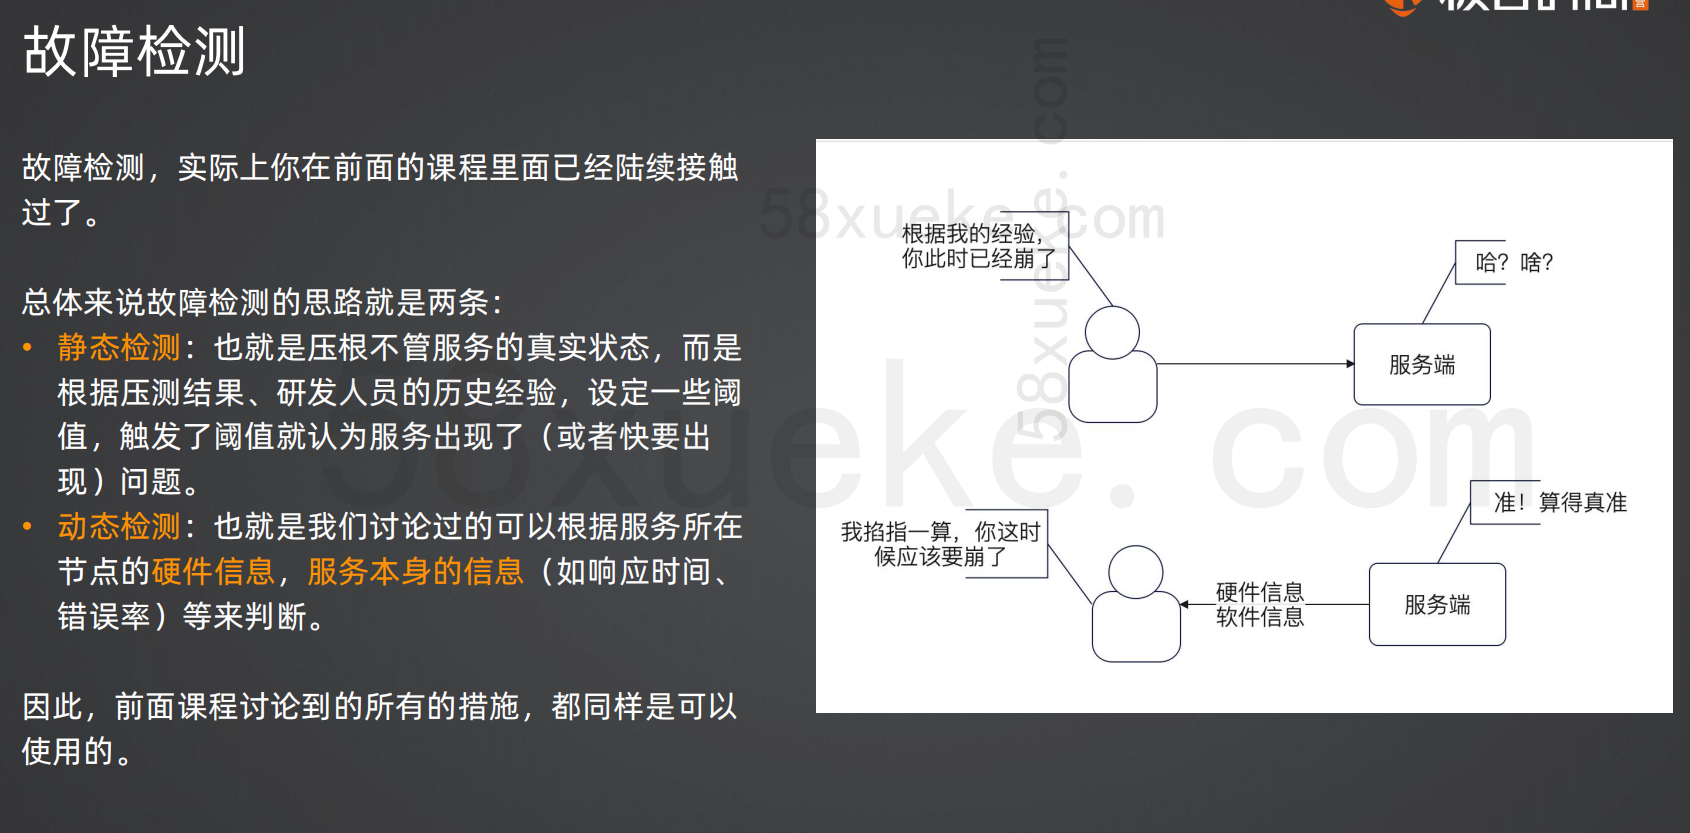 故障检测
故障检测，实际上你在前面的课程里面已经陆续接触
过了。
总体来说故障检测的思路就是两条：
• 静态检测：也就是压根不管服务的真实状态，而是
根据压测结果、研发人员的历史经验，设定一些阈
值，触发了阈值就认为服务出现了（或者快要出
现）问题。
• 动态检测：也就是我们讨论过的可以根据服务所在
节点的硬件信息，服务本身的信息（如响应时间、
错误率）等来判断。
因此，前面课程讨论到的所有的措施，都同样是可以
使用的。
根据我的经验，
你此时已经崩了
哈？啥？
服务端
准！算得真准
我掐指一算，你这时
候应该要崩了
硬件信息
软件信息
服务端
58xueke.com
58xueke.com
58xueke.com